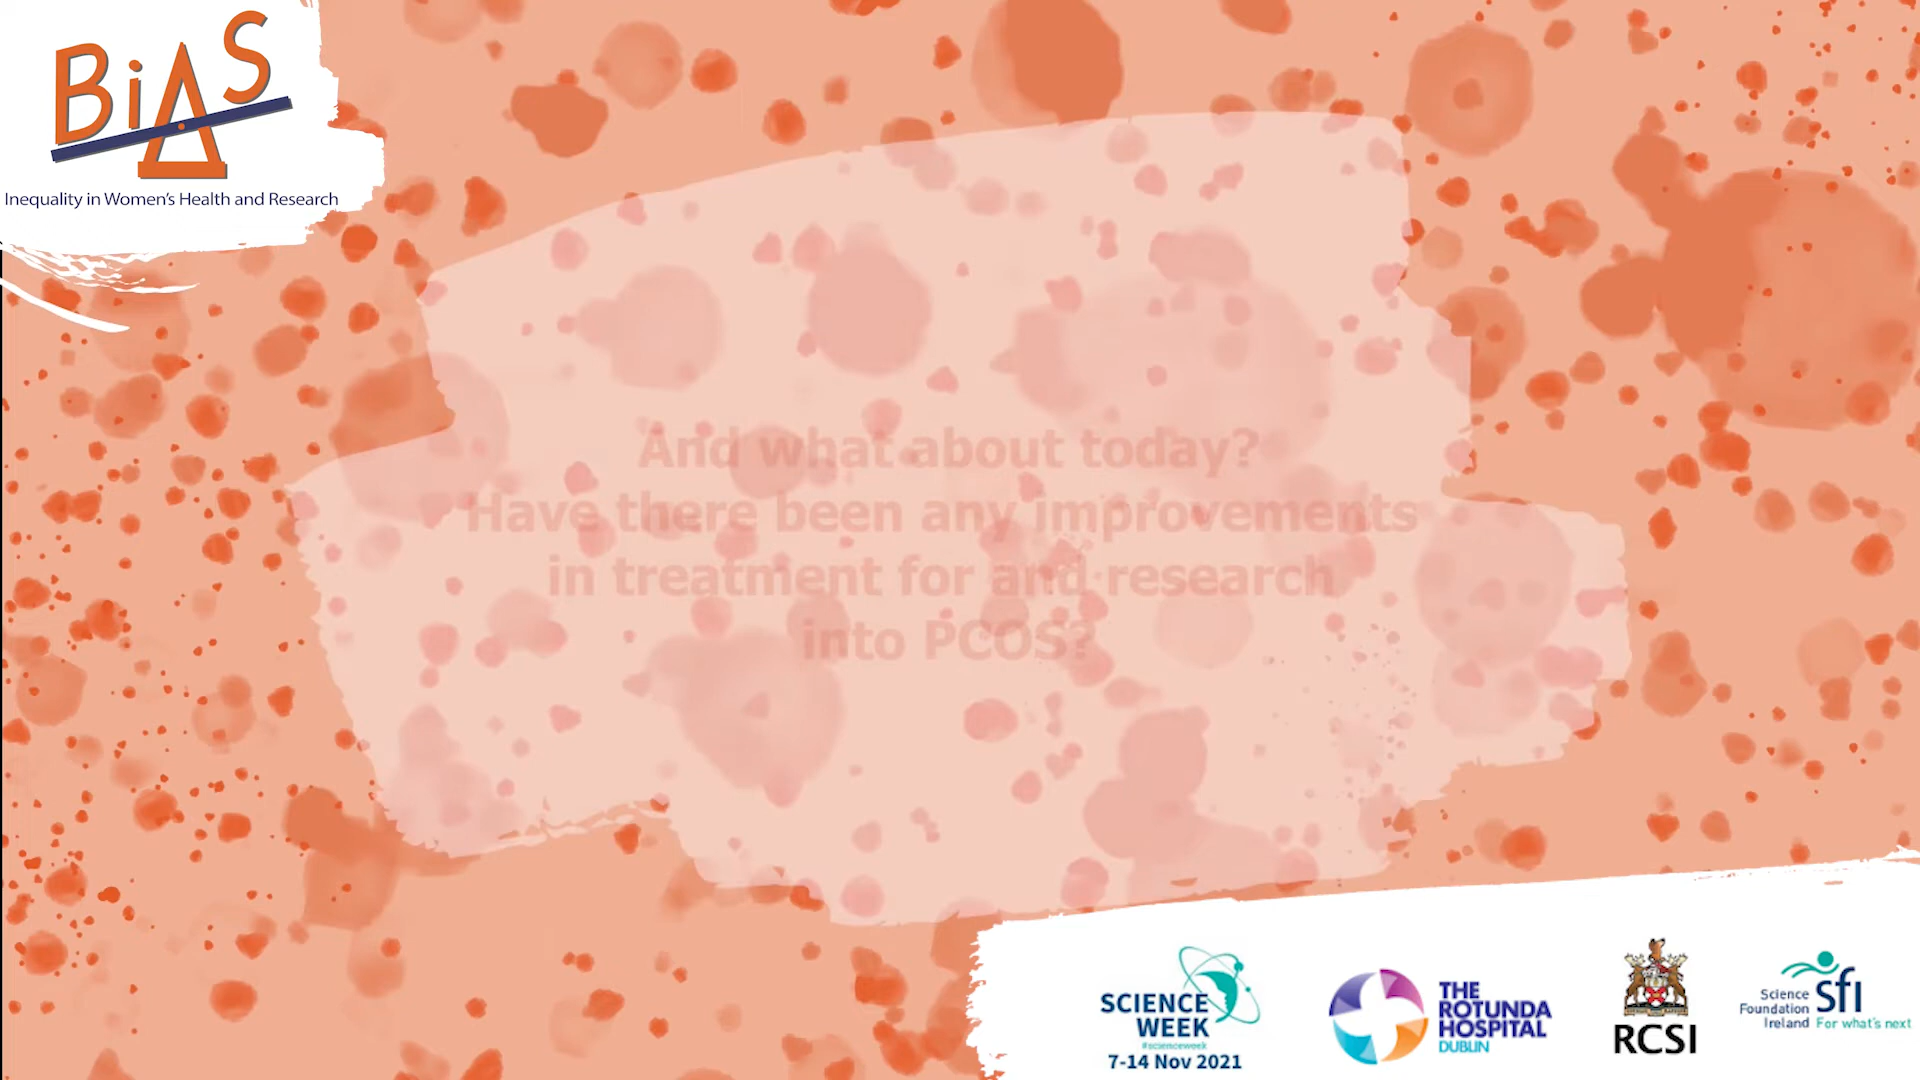 BiAS
Inequality in Women's Health and Research
And what about today?
Have there been any improvements
in treatment for and research
into PCOS?
SCIENCE
WEEK
#scienceweek
7-14 Nov 2021
THE
ROTUNDA
HOSPITAL
DUBLIN
RCSI
Science
Foundation
Ireland
sfi
For what's next